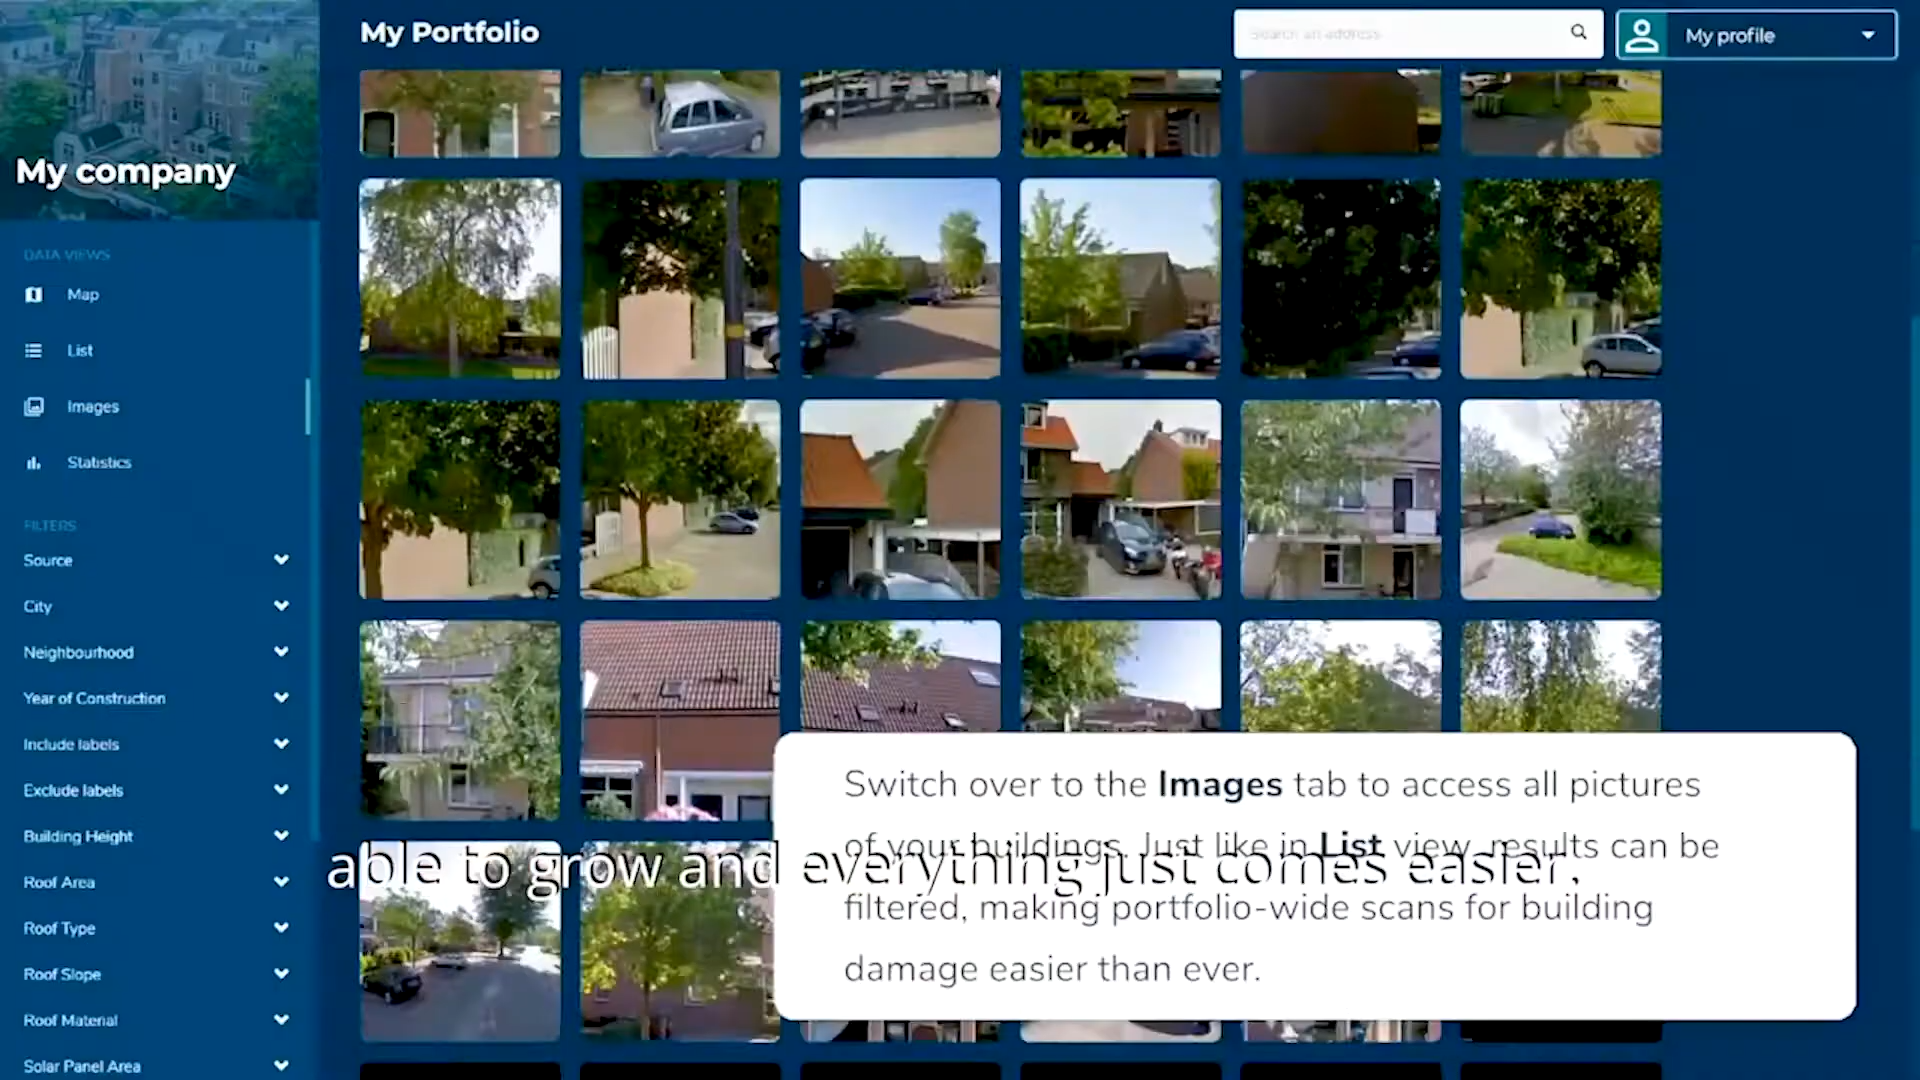 My Portfolio
Search an address
My profile
My company
DATA VIEWS
Map
List
Images
Statistics
FILTERS
Source
City
Neighbourhood
Year of Construction
Include labels
Exclude labels
Building Height
Roof Area
Roof Type
Roof Slope
Roof Material
Solar Panel Area
Switch over to the Images tab to access all pictures
of your buildings. Just like in List view, results can be
filtered, making portfolio-wide scans for building
damage easier than ever.
able to grow and everything just comes easier.